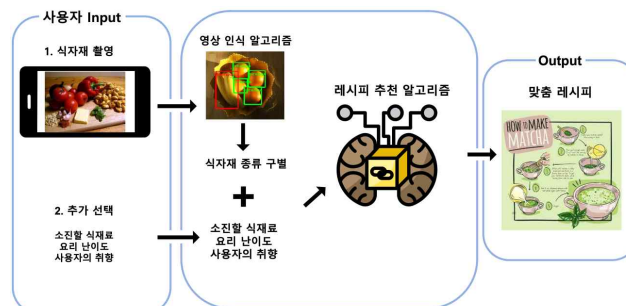 사용자 Input
1. 식자재 촬영
2. 추가 선택
소진할 식재료
요리 난이도
사용자의 취향
영상 인식 알고리즘
식자재 종류 구별
+
소진할 식재료
요리 난이도
사용자의 취향
레시피 추천 알고리즘
Output
맞춤 레시피
HOW TO MAKE
MATCHA